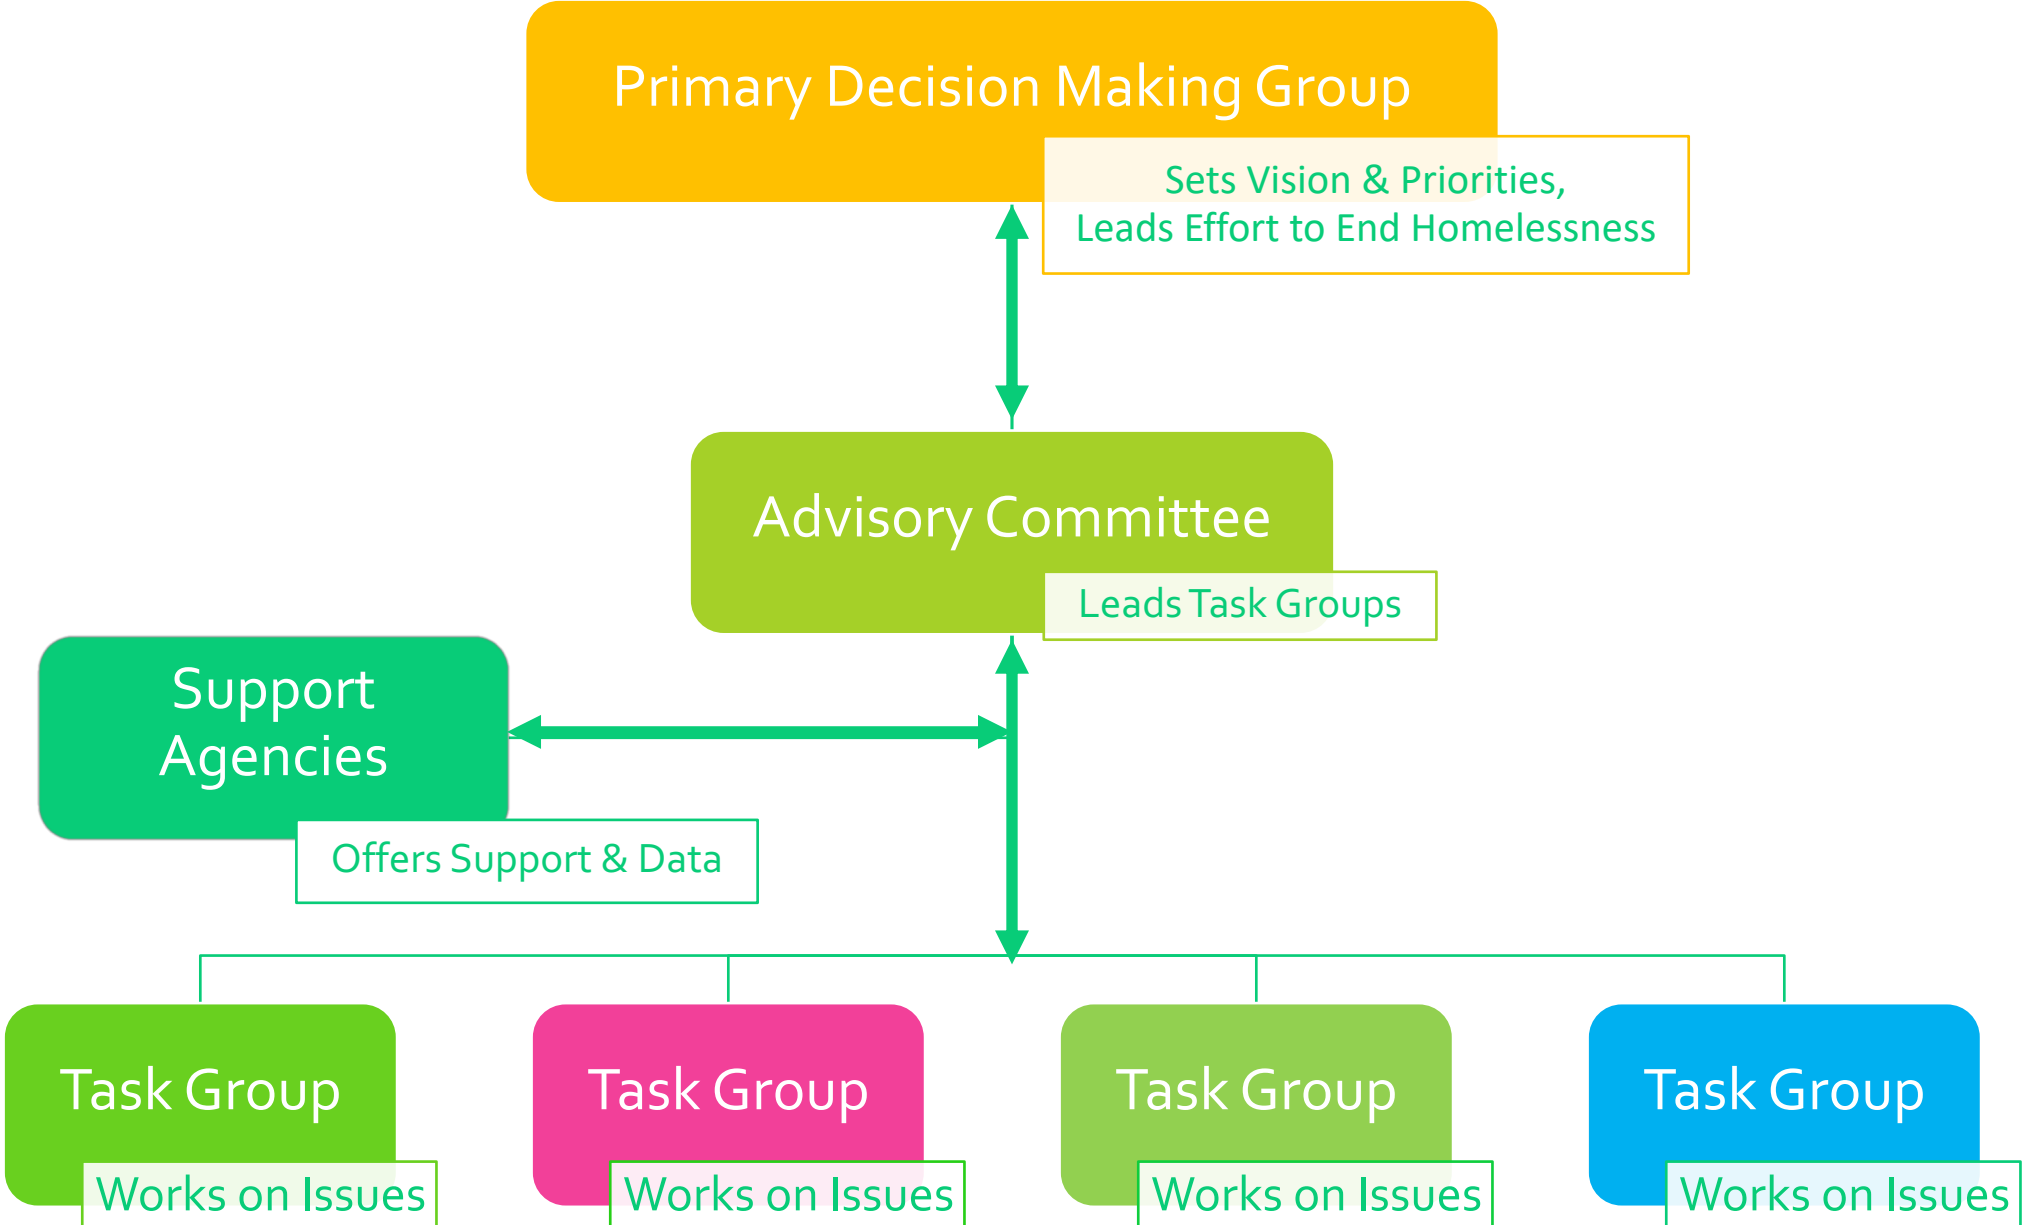 Primary Decision Making Group
Sets Vision & Priorities,
Leads Effort to End Homelessness
Advisory Committee
Leads Task Groups
Support
Agencies
Offers Support & Data
Task Group
Works on Issues
Task Group
Works on Issues
Task Group
Works on Issues
Task Group
Works on Issues